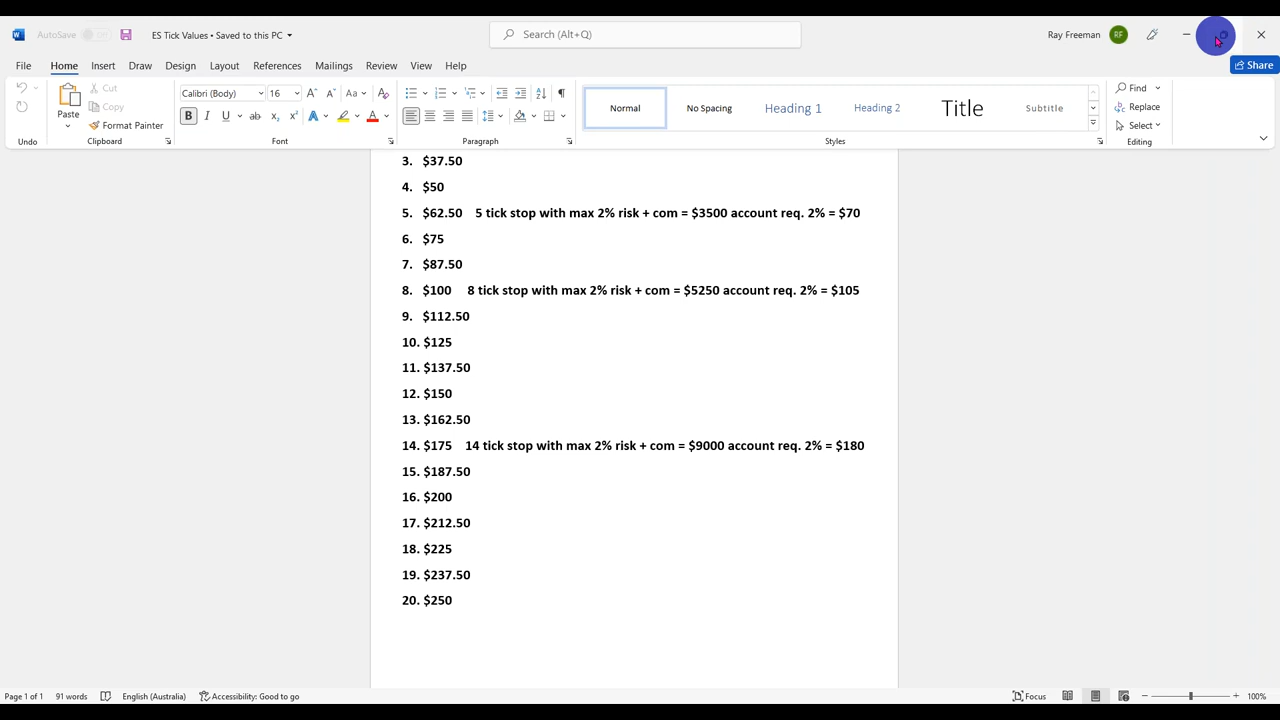 AutoSave
ES Tick Values • Saved to this PC
Search (Alt+Q)
Ray Freeman
RF
File
Home
Insert
Draw
Design
Layout
References
Mailings
Review
View
Help
Share
Undo
Paste
Cut
Copy
Format Painter
Clipboard
Calibri (Body)
16
Font
Paragraph
Normal
No Spacing
Heading 1
Heading 2
Title
Subtitle
Styles
Find
Replace
Select
Editing
3. $37.50
4. $50
5. $62.50 5 tick stop with max 2% risk + com = $3500 account req. 2% = $70
6. $75
7. $87.50
8. $100 8 tick stop with max 2% risk + com = $5250 account req. 2% = $105
9. $112.50
10. $125
11. $137.50
12. $150
13. $162.50
14. $175 14 tick stop with max 2% risk + com = $9000 account req. 2% = $180
15. $187.50
16. $200
17. $212.50
18. $225
19. $237.50
20. $250
Page 1 of 1
91 words
English (Australia)
Accessibility: Good to go
Focus
100%